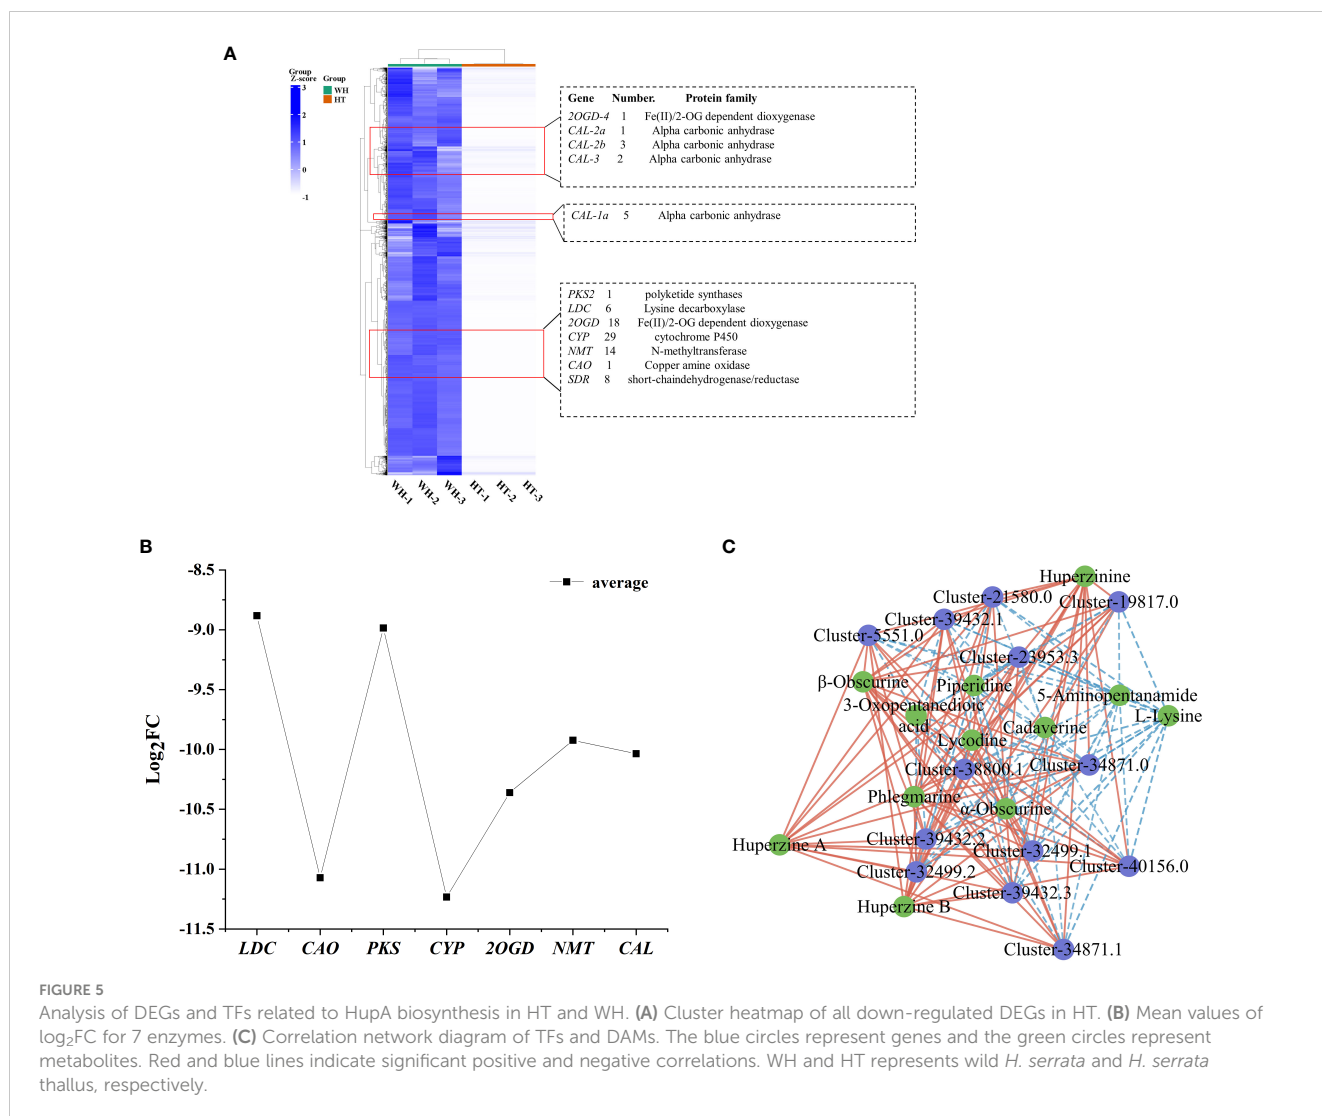 A
Group
Z-score
3
2
1
0
-1
Group
WH
HT
Gene Number. Protein family
2OGD-4 1 Fe(II)/2-OG dependent dioxygenase
CAL-2a 1 Alpha carbonic anhydrase
CAL-2b 3 Alpha carbonic anhydrase
CAL-3 2 Alpha carbonic anhydrase
CAL-1a 5 Alpha carbonic anhydrase
PKS2 1 polyketide synthases
LDC 6 Lysine decarboxylase
2OGD 18 Fe(II)/2-OG dependent dioxygenase
CYP 29 cytochrome P450
NMT 14 N-methyltransferase
CAO 1 Copper amine oxidase
SDR 8 short-chaindehydrogenase/reductase
WH-1 WH-2 WH-3 HT-1 HT-2 HT-3
B
Log₂FC
-8.5
-9.0
-9.5
-10.0
-10.5
-11.0
-11.5
average
LDC CAO PKS CYP 2OGD NMT CAL
C
Huperzinine
Cluster-21580.0
Cluster-19817.0
Cluster-39432.1
Cluster-5551.0
Cluster-23953.3
β-Obscurine
Piperidine
5-Aminopentanamide
3-Oxopentanedioic
acid
L-Lysine
Cadaverine
Lycodine
Cluster-38800.1
Cluster-34871.0
Phlegmarine
α-Obscurine
Huperzine A
Cluster-39432.2
Cluster-32499.1
Cluster-40156.0
Cluster-32499.2
Cluster-39432.3
Huperzine B
Cluster-34871.1
FIGURE 5
Analysis of DEGs and TFs related to HupA biosynthesis in HT and WH. (A) Cluster heatmap of all down-regulated DEGs in HT. (B) Mean values of
log₂FC for 7 enzymes. (C) Correlation network diagram of TFs and DAMs. The blue circles represent genes and the green circles represent
metabolites. Red and blue lines indicate significant positive and negative correlations. WH and HT represents wild H. serrata and H. serrata
thallus, respectively.